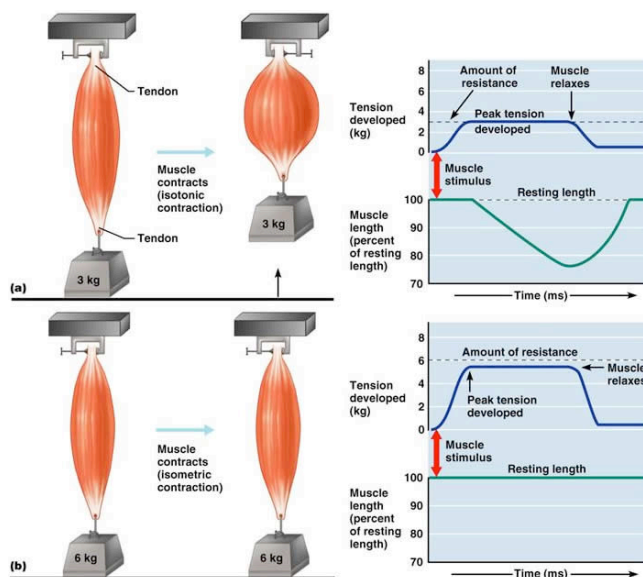 Tendon
Muscle
contracts
(isotonic
contraction)
Tendon
3 kg
3 kg
(a)
Tension
developed
(kg)
8
6
4
2
0
Amount of
resistance
Muscle
relaxes
Peak tension
developed
Muscle
stimulus
Resting length
Muscle
length
(percent
of resting
length)
100
90
80
70
Time (ms)
Muscle
contracts
(isometric
contraction)
6 kg
6 kg
(b)
Tension
developed
(kg)
8
6
4
2
0
Amount of resistance
Muscle
relaxes
Peak tension
developed
Muscle
stimulus
Resting length
Muscle
length
(percent
of resting
length)
100
90
80
70
Time (ms)